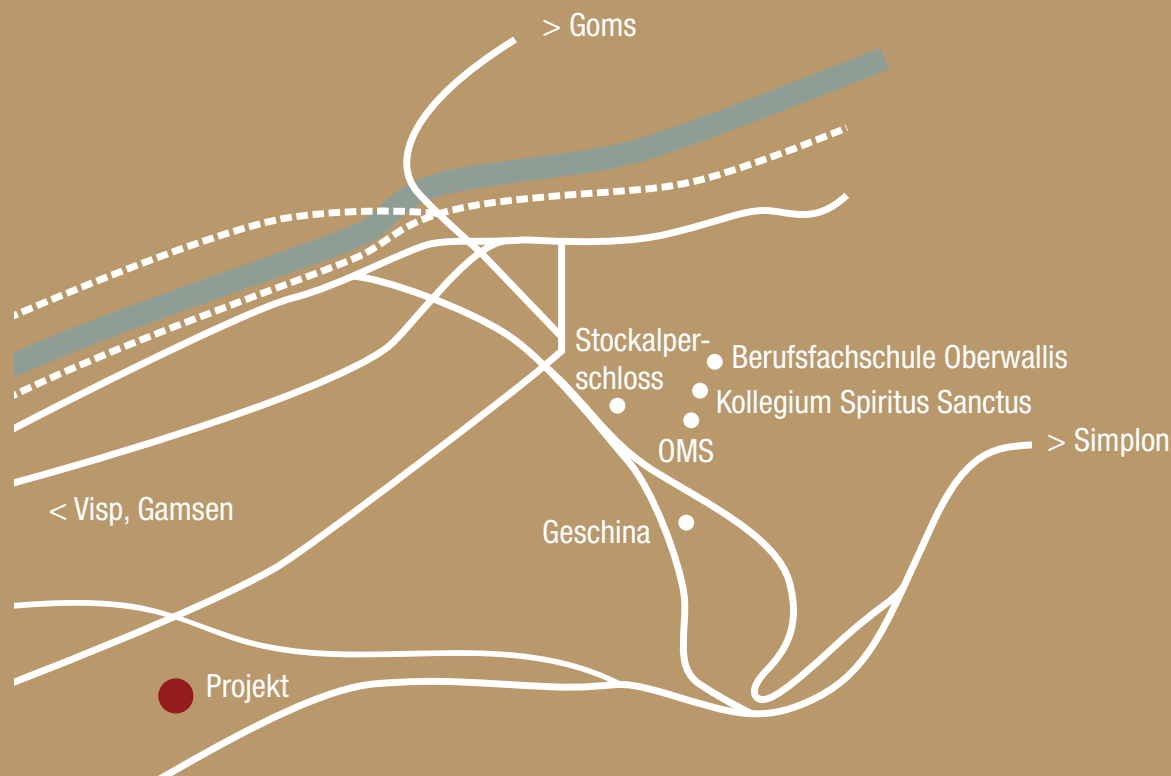 > Goms
Stockalper-
schloss
Berufsfachschule Oberwallis
Kollegium Spiritus Sanctus
OMS
> Simplon
< Visp, Gamsen
Geschina
Projekt